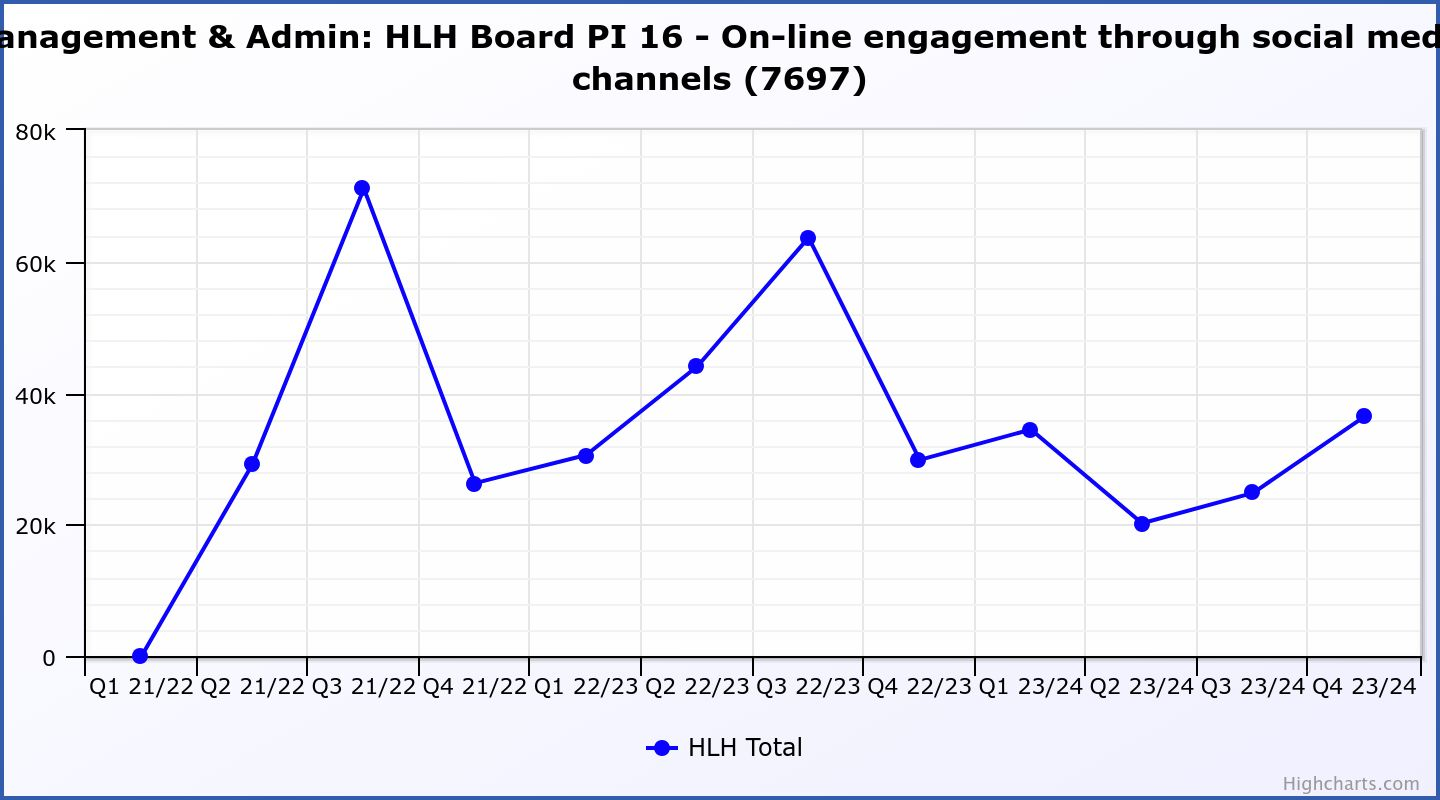 anagement & Admin: HLH Board PI 16 - On-line engagement through social med
channels (7697)
80k
60k
40k
20k
0
Q1 21/22 Q2 21/22 Q3 21/22 Q4 21/22 Q1 22/23 Q2 22/23 Q3 22/23 Q4 22/23 Q1 23/24 Q2 23/24 Q3 23/24 Q4 23/24
HLH Total
Highcharts.com